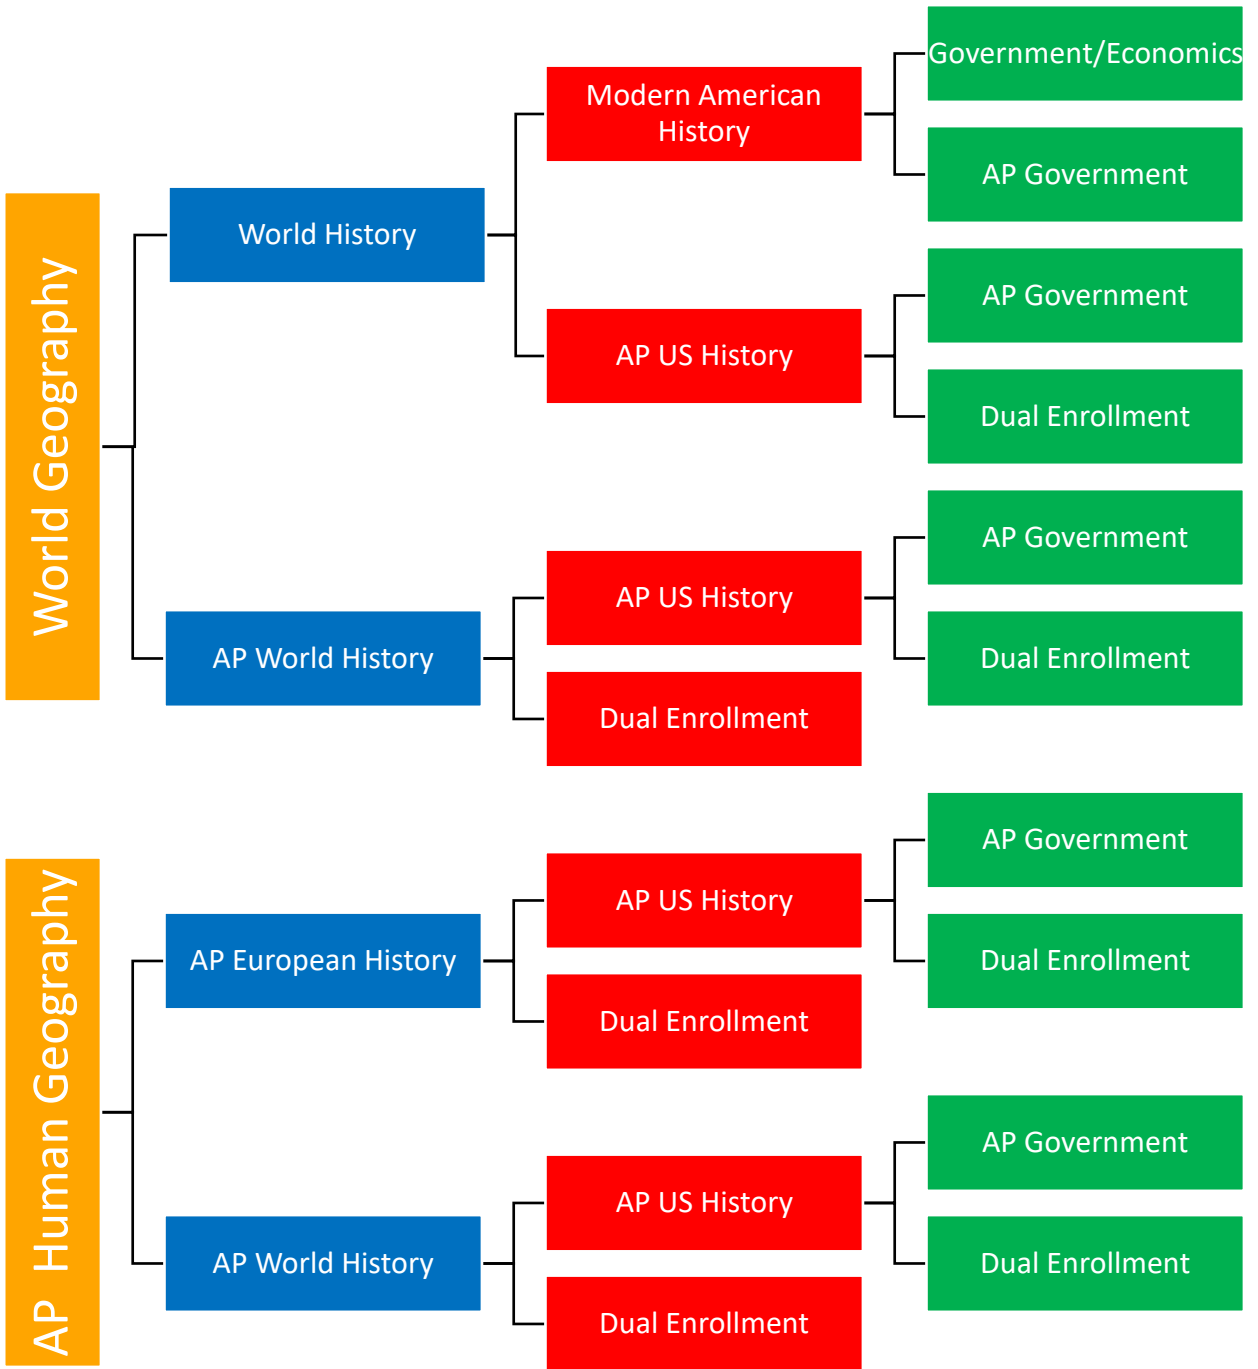 World Geography
World History
Modern American
History
Government/Economics
AP Government
AP US History
AP Government
Dual Enrollment
AP World History
AP US History
AP Government
Dual Enrollment
Dual Enrollment
AP Human Geography
AP European History
AP US History
AP Government
Dual Enrollment
Dual Enrollment
AP World History
AP US History
AP Government
Dual Enrollment
Dual Enrollment